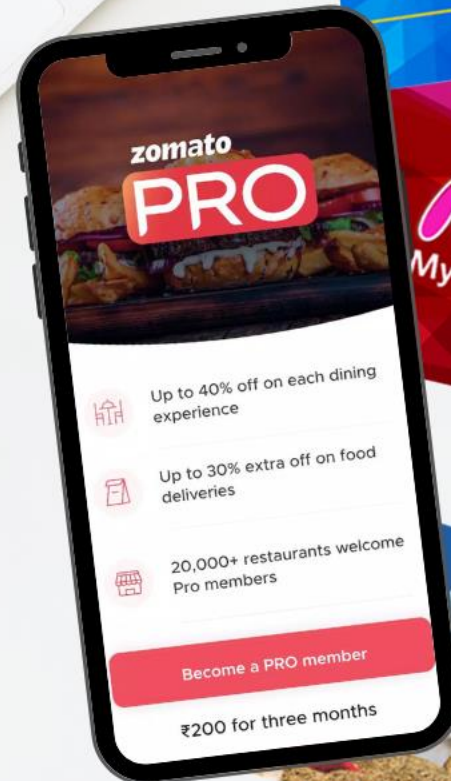 zomato
PRO
Up to 40% off on each dining
experience
Up to 30% extra off on food
deliveries
20,000+ restaurants welcome
Pro members
Become a PRO member
₹200 for three months
My